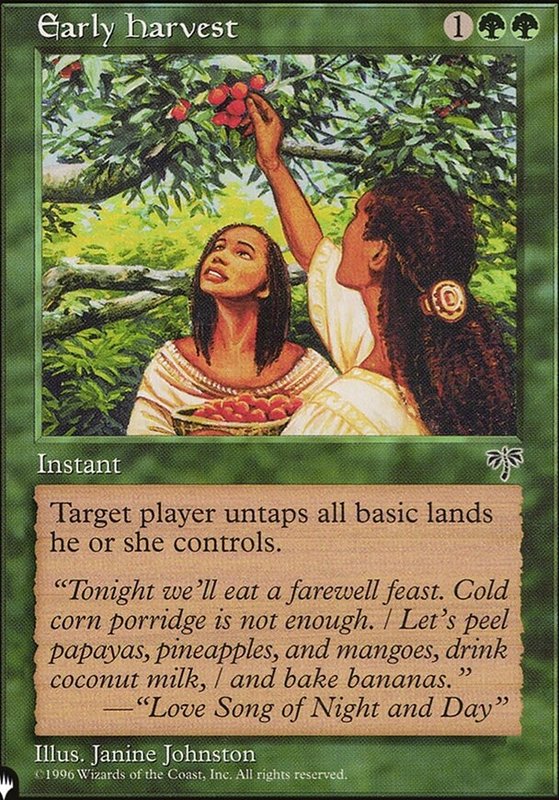 Early Harvest 1
Instant
Target player untaps all basic lands
he or she controls.
“Tonight we’ll eat a farewell feast. Cold
corn porridge is not enough. / Let’s peel
papayas, pineapples, and mangoes, drink
coconut milk, / and bake bananas.”
—“Love Song of Night and Day”
Illus. Janine Johnston
©1996 Wizards of the Coast, Inc. All rights reserved.